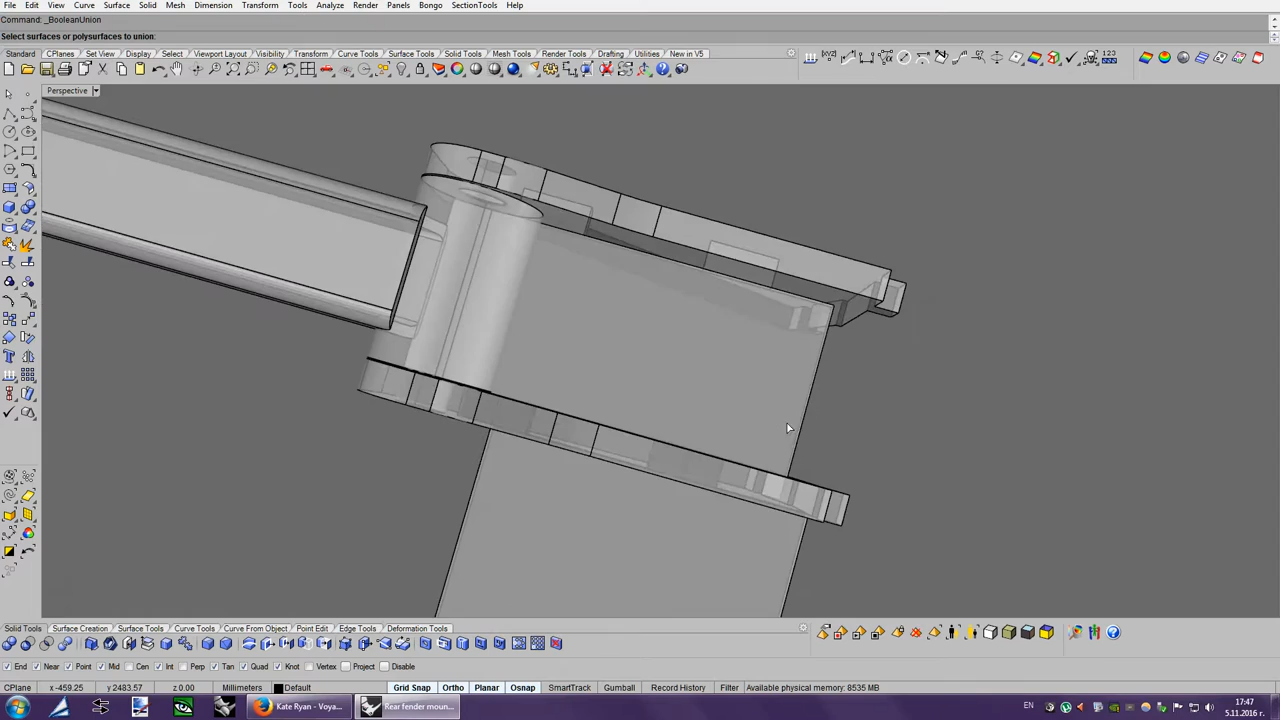 File Edit View Curve Surface Solid Mesh Dimension Transform Tools Analyze Render Panels Bongo SectionTools Help
Command: _BooleanUnion
Select surfaces or polysurfaces to union:
Standard CPlanes Set View Display Select Viewport Layout Visibility Transform Curve Tools Surface Tools Solid Tools Mesh Tools Render Tools Drafting Utilities New in V5
Perspective
Solid Tools Surface Creation Surface Tools Curve Tools Curve From Object Point Edit Edge Tools Deformation Tools
End Near Point Mid Cen Int Perp Tan Quad Knot Vertex Project Disable
CPlane x -459.25 y 2483.57 z 0.00 Millimeters Default Grid Snap Ortho Planar Osnap SmartTrack Gumball Record History Filter Available physical memory: 8535 MB
Kate Ryan - Voya... Rear fender moun... EN 17:47
5.11.2016 г.